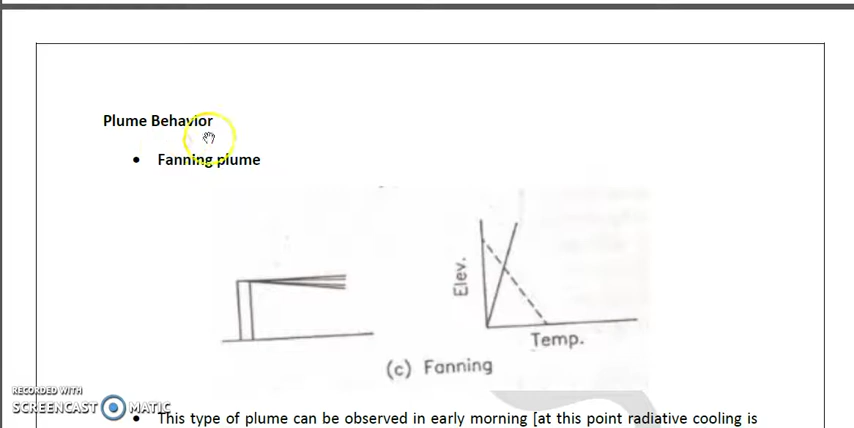 Plume Behavior
• Fanning plume
Elev.
Temp.
(c) Fanning
RECORDED WITH
SCREENCAST MATIC
• This type of plume can be observed in early morning [at this point radiative cooling is